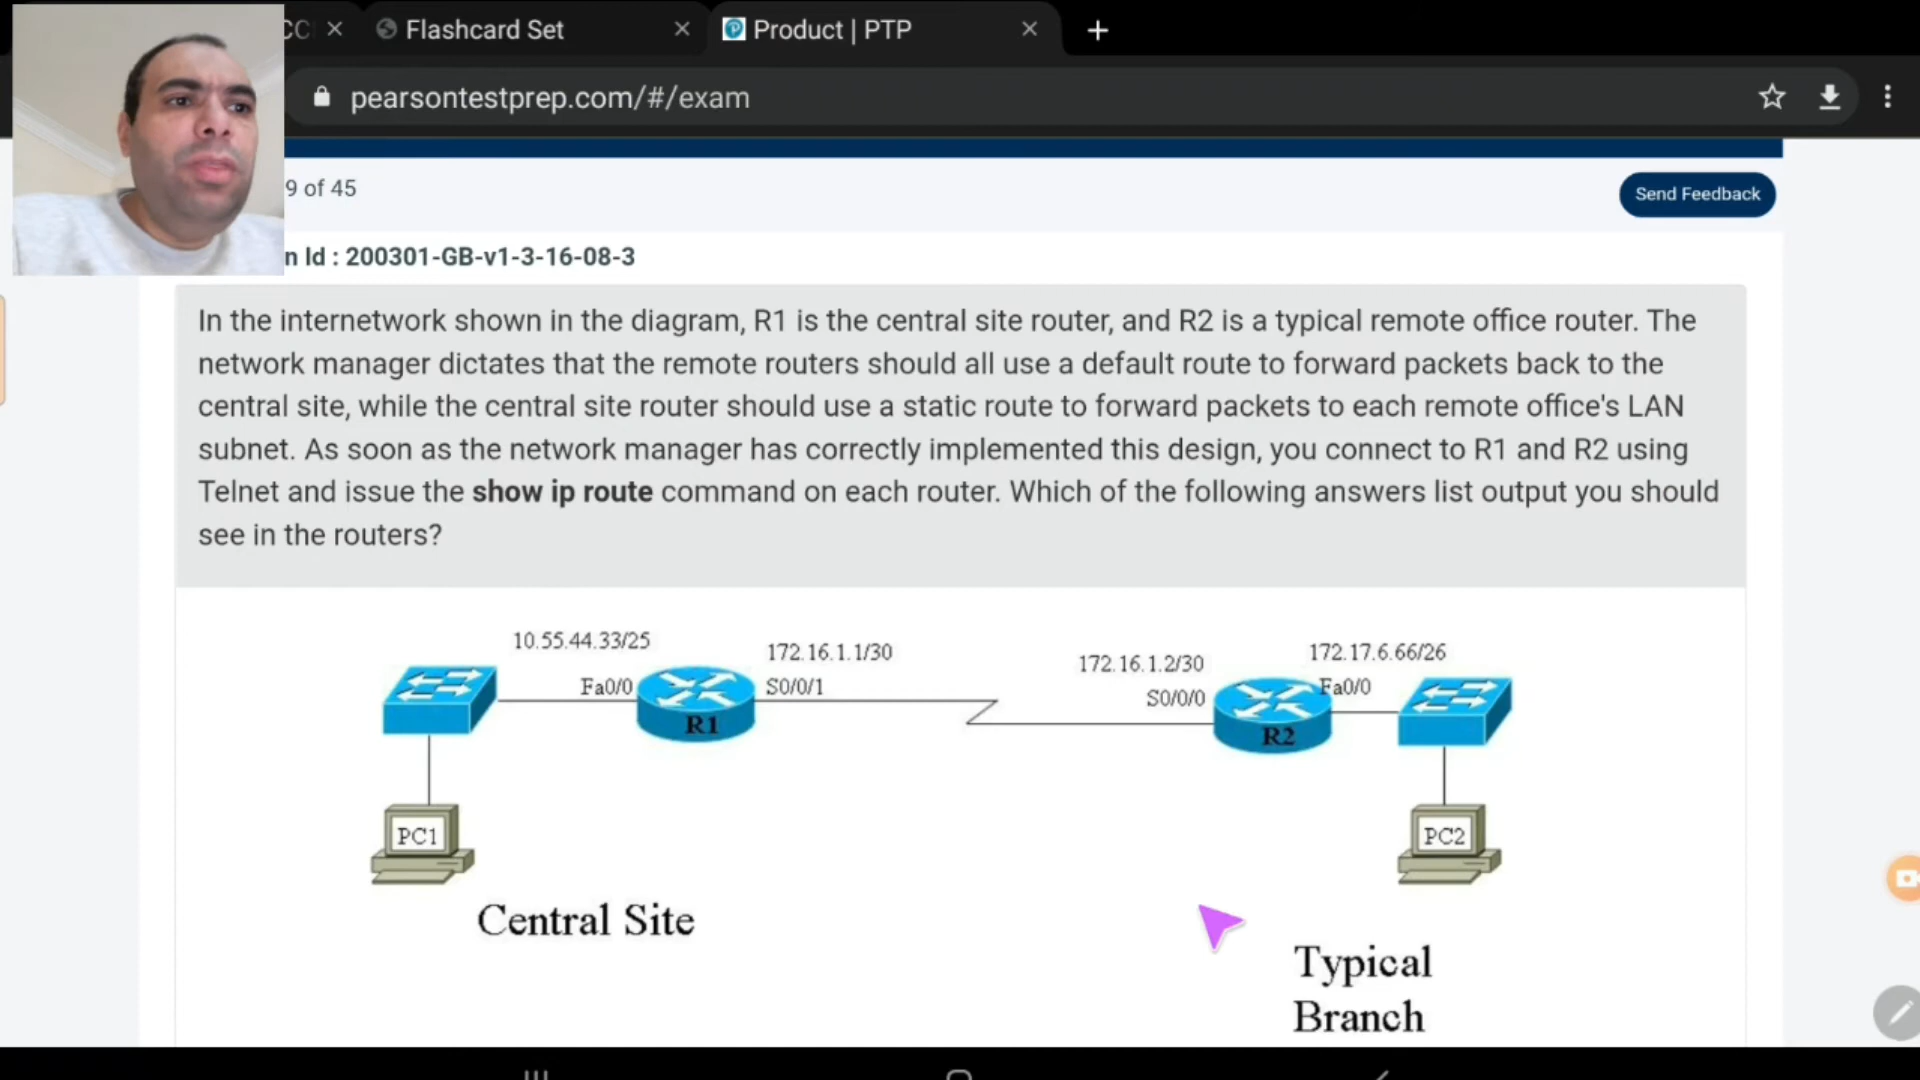 CC
Flashcard Set
Product | PTP
pearsontestprep.com/#/exam
9 of 45
Send Feedback
n Id : 200301-GB-v1-3-16-08-3
In the internetwork shown in the diagram, R1 is the central site router, and R2 is a typical remote office router. The
network manager dictates that the remote routers should all use a default route to forward packets back to the
central site, while the central site router should use a static route to forward packets to each remote office's LAN
subnet. As soon as the network manager has correctly implemented this design, you connect to R1 and R2 using
Telnet and issue the show ip route command on each router. Which of the following answers list output you should
see in the routers?
10.55.44.33/25
172.16.1.1/30
172.16.1.2/30
172.17.6.66/26
Fa0/0
S0/0/1
S0/0/0
Fa0/0
R1
R2
PC1
PC2
Central Site
Typical
Branch